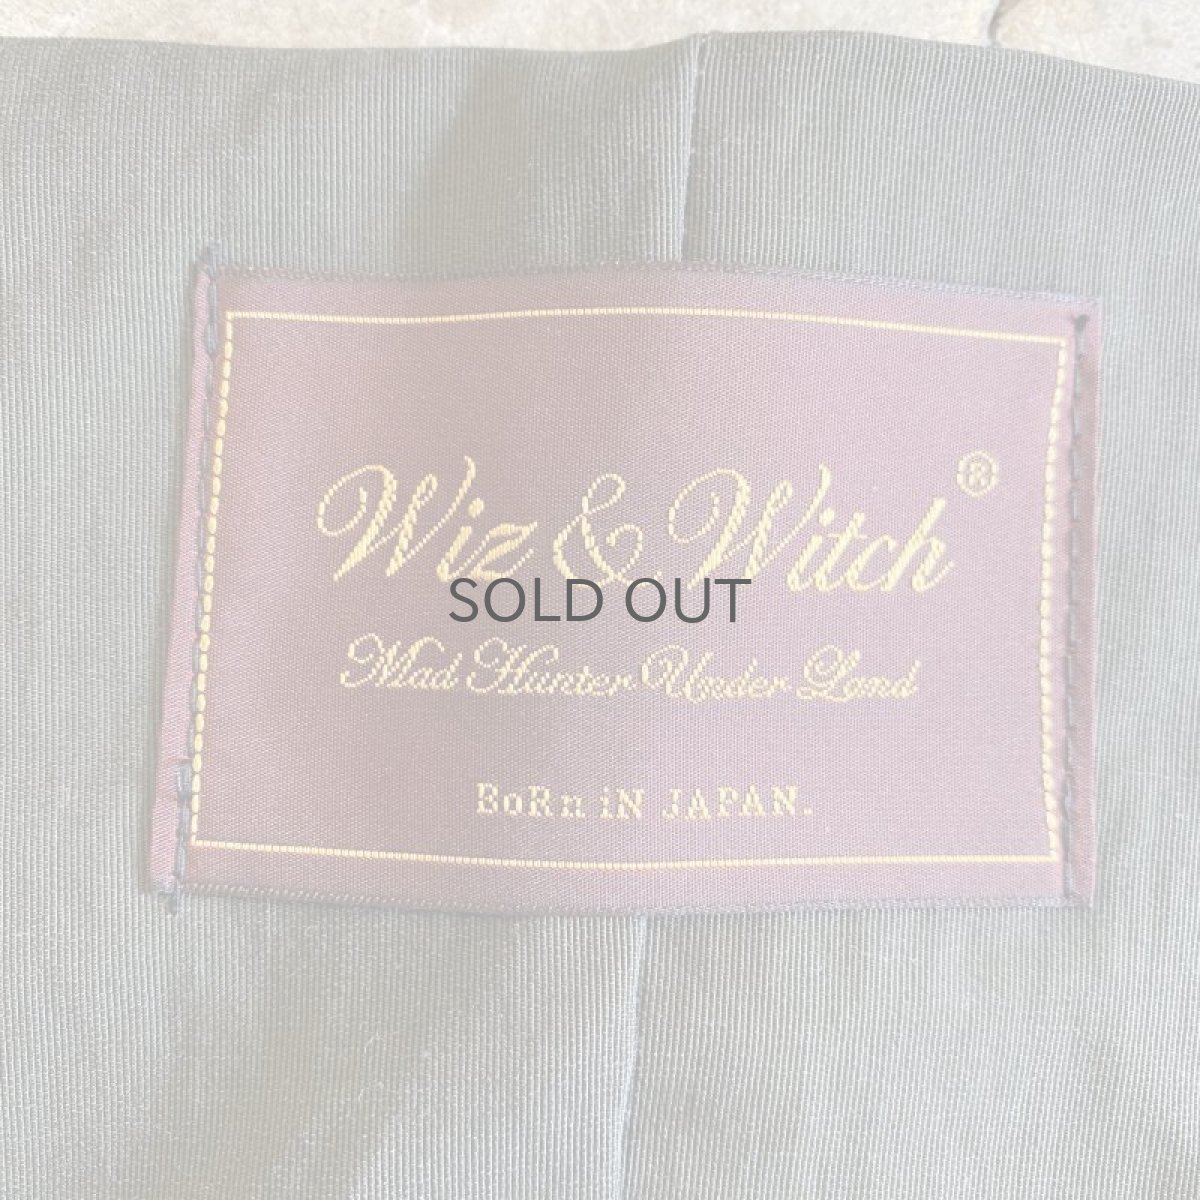 Wiz & Witch ®
SOLD OUT
Mad Hunter Under Land
BoRn iN JAPAN.